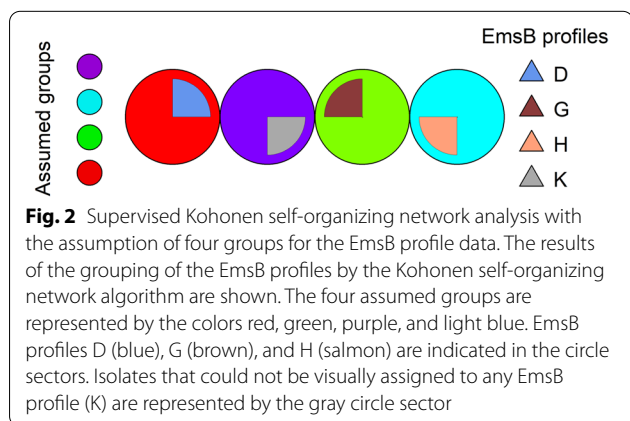 EmsB profiles
Assumed groups
D
G
H
K
Fig. 2 Supervised Kohonen self-organizing network analysis with
the assumption of four groups for the EmsB profile data. The results
of the grouping of the EmsB profiles by the Kohonen self-organizing
network algorithm are shown. The four assumed groups are
represented by the colors red, green, purple, and light blue. EmsB
profiles D (blue), G (brown), and H (salmon) are indicated in the circle
sectors. Isolates that could not be visually assigned to any EmsB
profile (K) are represented by the gray circle sector